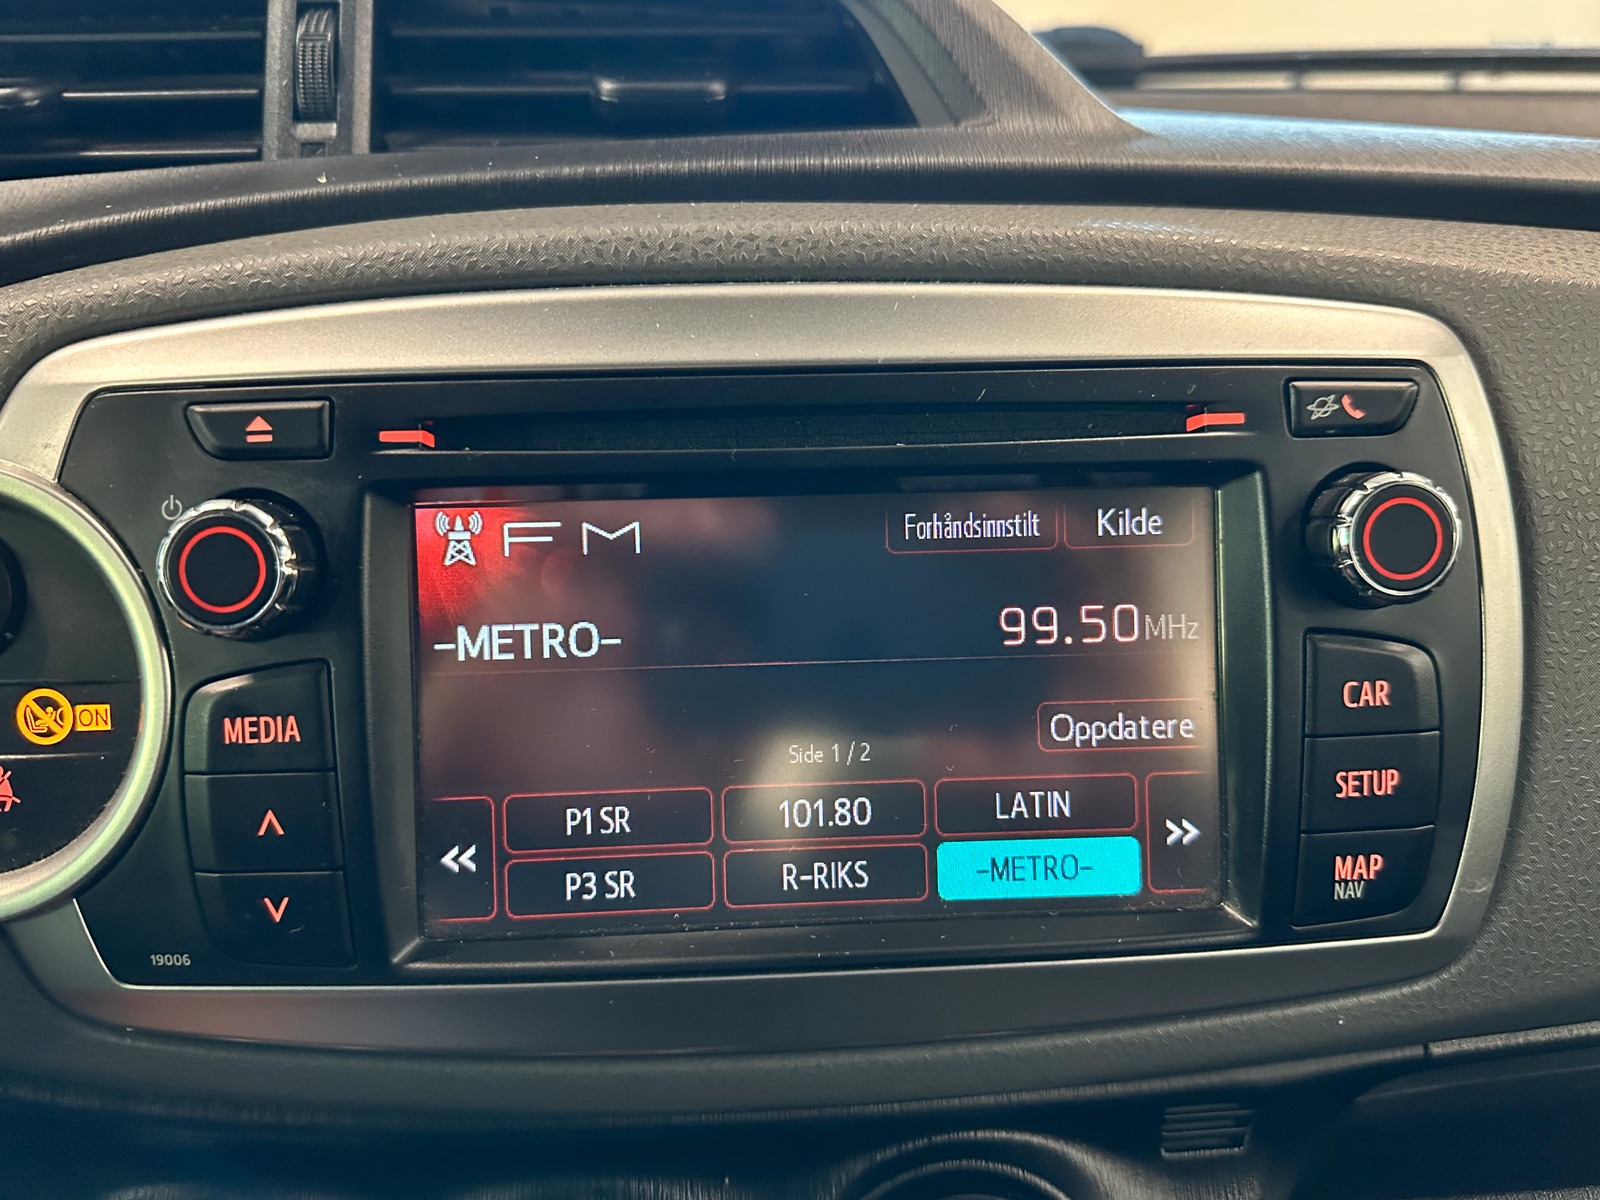 FM
Forhåndsinnstilt
Kilde
-METRO-
99.50MHz
Oppdatere
Side 1 / 2
P1 SR
101.80
LATIN
P3 SR
R-RIKS
-METRO-
MEDIA
CAR
SETUP
MAP
NAV
ON
19006